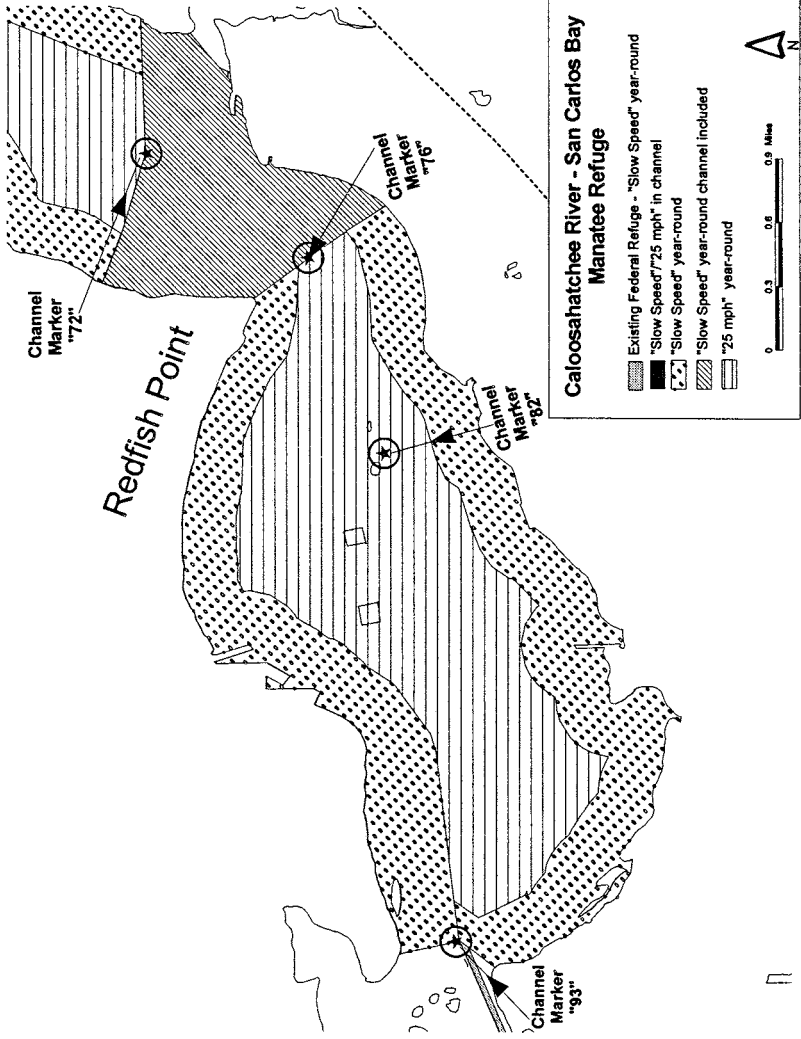 Channel
Marker
"72"
Redfish Point
Channel
Marker
"76"
Channel
Marker
"82"
Channel
Marker
"93"
Caloosahatchee River - San Carlos Bay
Manatee Refuge
Existing Federal Refuge - "Slow Speed" year-round
"Slow Speed"/"25 mph" in channel
"Slow Speed" year-round
"Slow Speed" year-round channel included
"25 mph" year-round
0 0.3 0.6 0.9 Miles
N